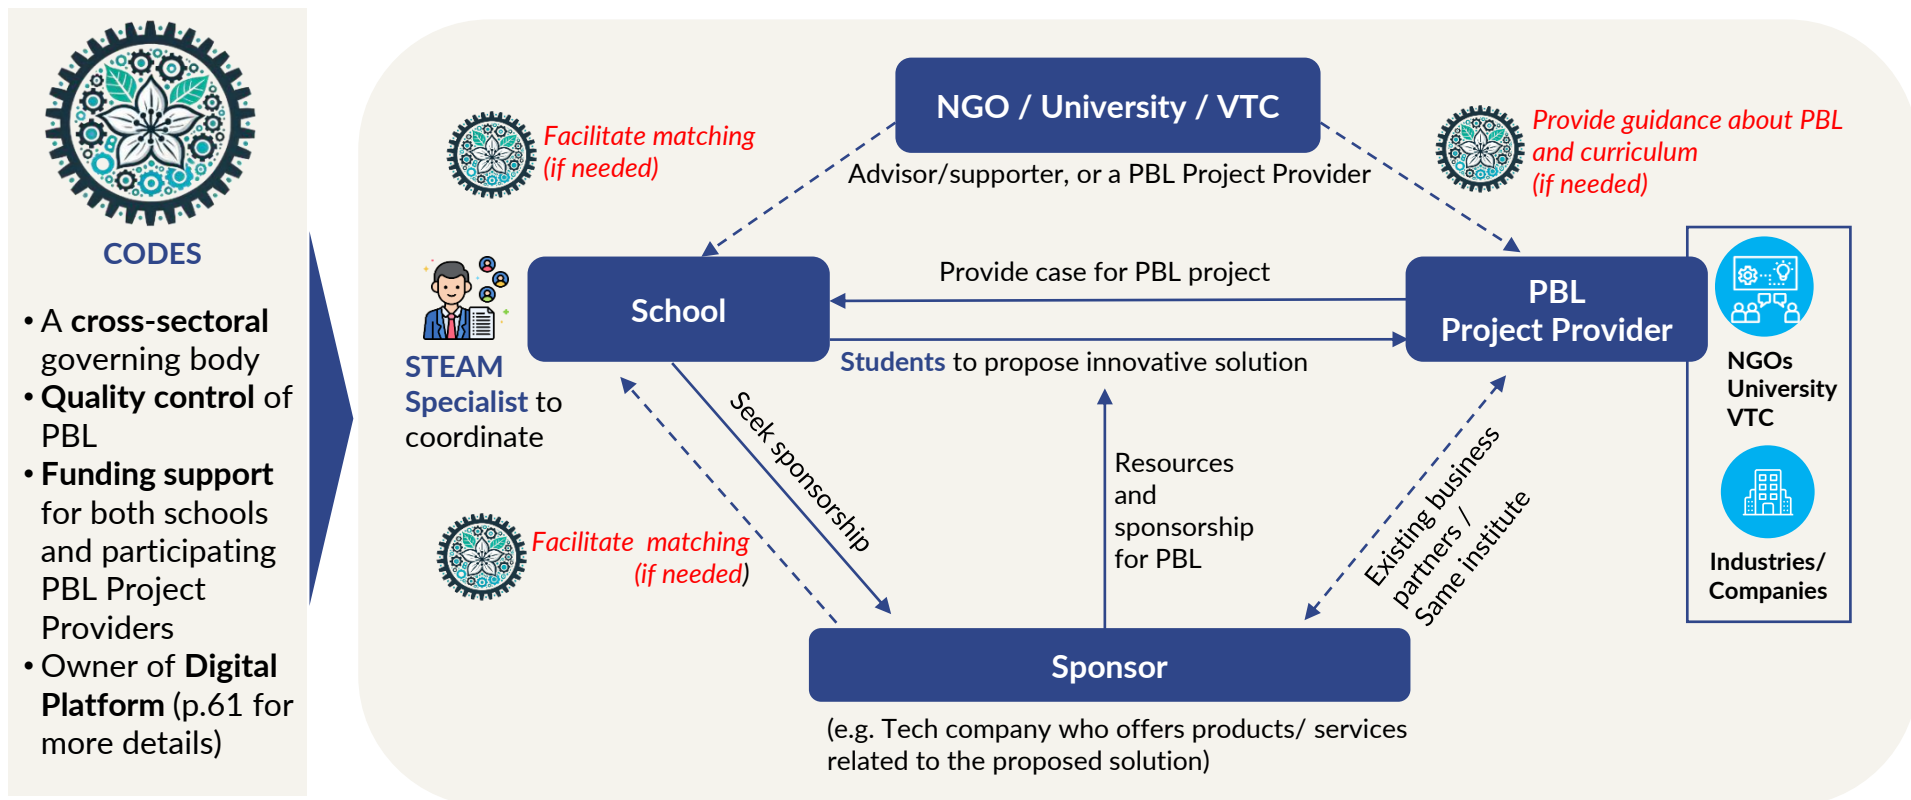 CODES
• A cross-sectoral
governing body
• Quality control of
PBL
• Funding support
for both schools
and participating
PBL Project
Providers
• Owner of Digital
Platform (p.61 for
more details)
NGO / University / VTC
Advisor/supporter, or a PBL Project Provider
Facilitate matching
(if needed)
Provide guidance about PBL
and curriculum
(if needed)
School
Provide case for PBL project
Students to propose innovative solution
PBL
Project Provider
STEAM
Specialist to
coordinate
NGOs
University
VTC
Industries/
Companies
Seek sponsorship
Facilitate matching
(if needed)
Resources
and
sponsorship
for PBL
Existing business
partners /
Same institute
Sponsor
(e.g. Tech company who offers products/ services
related to the proposed solution)